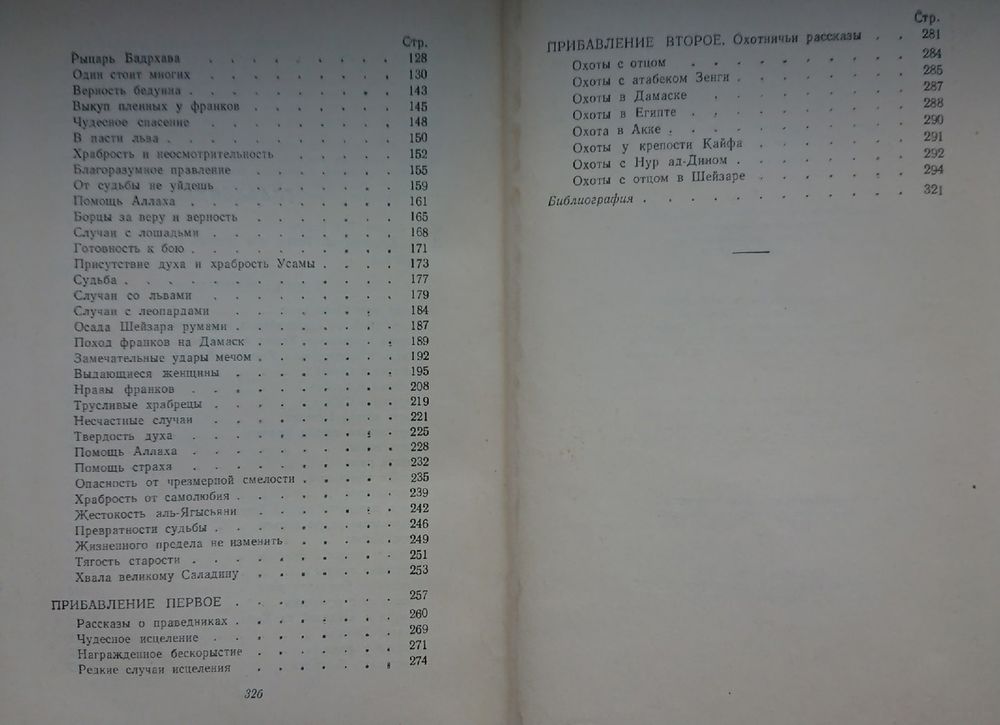 Стр.
Рыцарь Бадрхава . . . . . . . . . 128
Один стоит многих . . . . . . . . 130
Верность бедуина . . . . . . . . . 143
Выкуп пленных у франков . . . . . . 145
Чудесное спасение . . . . . . . . 148
В пасти льва . . . . . . . . . . 150
Храбрость и неосмотрительность . . . . . 152
Благоразумное правление . . . . . . . 155
От судьбы не уйдешь . . . . . . . 159
Помощь Аллаха . . . . . . . . . 161
Борцы за веру и верность . . . . . . 165
Случаи с лошадьми . . . . . . . . 168
Готовность к бою . . . . . . . . . 171
Присутствие духа и храбрость Усамы . . . . 173
Судьба . . . . . . . . . . . . 177
Случаи со львами . . . . . . . . 179
Случаи с леопардами . . . . . . . 184
Осада Шейзара румами . . . . . . . 187
Поход франков на Дамаск . . . . . . 189
Замечательные удары мечом . . . . . . 192
Выдающиеся женщины . . . . . . . 195
Нравы франков . . . . . . . . . 208
Трусливые храбрецы . . . . . . . . 219
Несчастные случаи . . . . . . . . 221
Твердость духа . . . . . . . . . 225
Помощь Аллаха . . . . . . . . . 228
Помощь страха . . . . . . . . . 232
Опасность от чрезмерной смелости . . . . . 235
Храбрость от самолюбия . . . . . . . 239
Жестокость аль-Ягысьяни . . . . . . 242
Превратности судьбы . . . . . . . . 246
Жизненного предела не изменить . . . . . 249
Тягость старости . . . . . . . . . 251
Хвала великому Саладину . . . . . . 253
ПРИБАВЛЕНИЕ ПЕРВОЕ . . . . . . . 257
Рассказы о праведниках . . . . . . . 260
Чудесное исцеление . . . . . . . . 269
Награжденное бескорыстие . . . . . . 271
Редкие случаи исцеления . . . . . . 274
326
Стр.
ПРИБАВЛЕНИЕ ВТОРОЕ. Охотничьи рассказы . . 281
Охоты с отцом . . . . . . . . . 284
Охоты с атабеком Зенги . . . . . . . 285
Охоты в Дамаске . . . . . . . . 287
Охоты в Египте . . . . . . . . . 288
Охота в Акке . . . . . . . . . . 290
Охоты у крепости Кайфа . . . . . . 291
Охоты с Нур ад-Дином . . . . . . . 292
Охоты с отцом в Шейзаре . . . . . . 294
Библиография . . . . . . . . . . 321